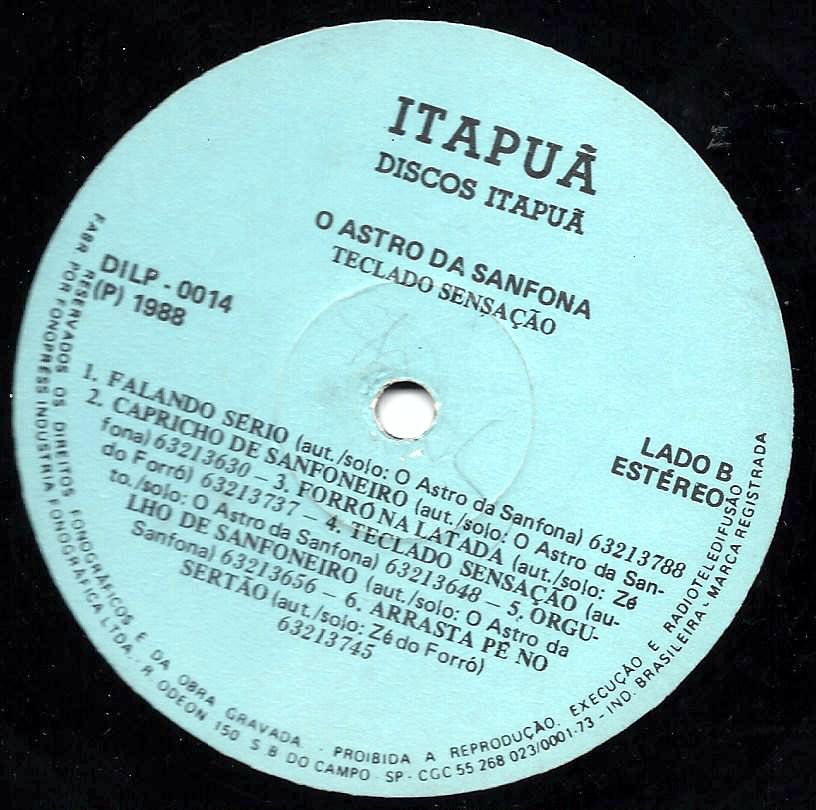 ITAPUÃ
DISCOS ITAPUÃ
O ASTRO DA SANFONA
TECLADO SENSAÇÃO
DILP - 0014
(P) 1988
LADO B
ESTÉREO
1. FALANDO SÉRIO (aut./solo: O Astro da Sanfona) 63213788
2. CAPRICHO DE SANFONEIRO (aut./solo: O Astro da San-
fona) 63213630 – 3. FORRÓ NA LATADA (aut./solo: Zé
do Forró) 63213737 – 4. TECLADO SENSAÇÃO (au-
to./solo: O Astro da Sanfona) 63213648 – 5. ORGU-
LHO DE SANFONEIRO (aut./solo: O Astro da
Sanfona) 63213656 – 6. ARRASTA PÉ NO
SERTÃO (aut./solo: Zé do Forró)
63213745
RESERVADOS OS DIREITOS FONOGRÁFICOS E DA OBRA GRAVADA. - PROIBIDA A REPRODUÇÃO, EXECUÇÃO E RADIOTELEDIFUSÃO
FABR POR FONOPRESS INDUSTRIA FONOGRÁFICA LTDA.- R. ODEON 150 S B DO CAMPO - SP - CGC 55 268 023/0001-73 - IND. BRASILEIRA - MARCA REGISTRADA